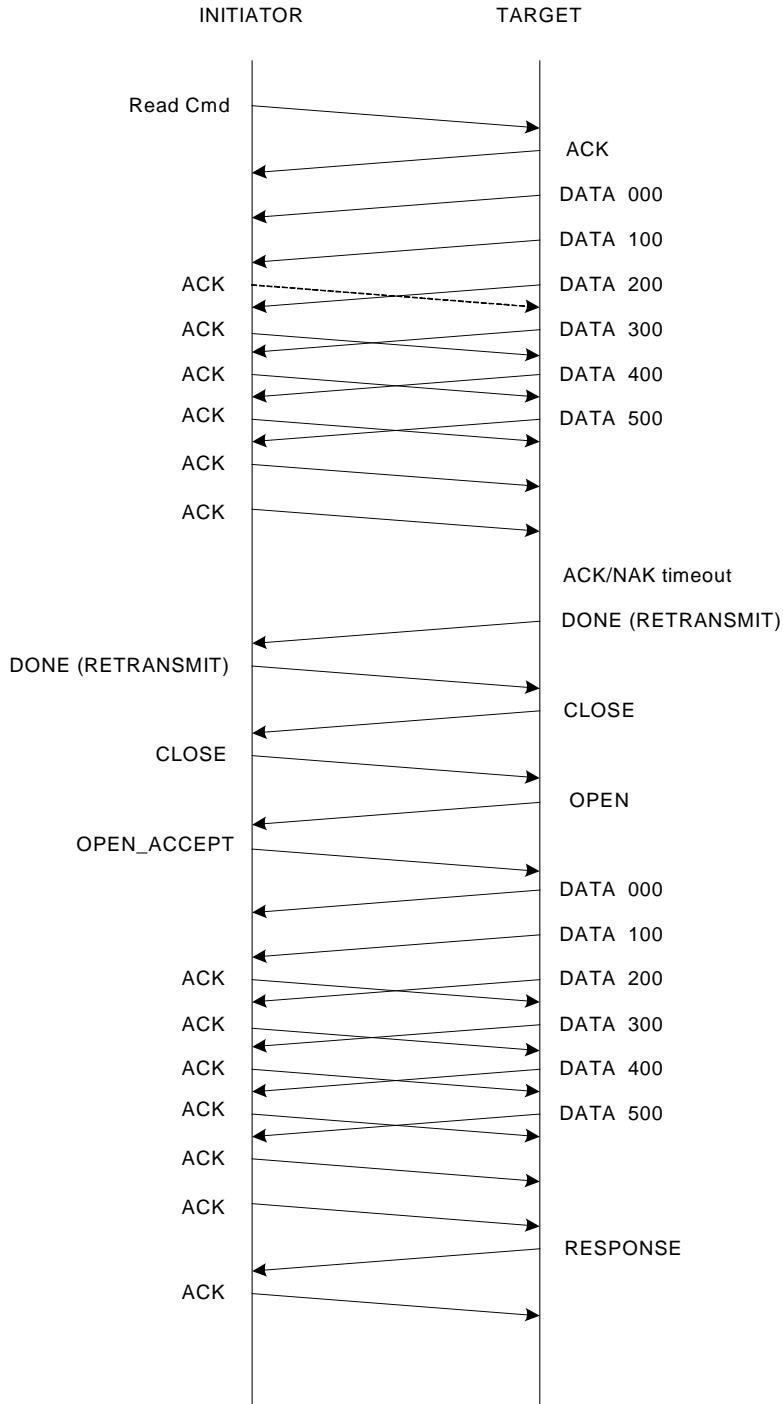 INITIATOR TARGET
Read Cmd
ACK
DATA 000
DATA 100
ACK DATA 200
ACK DATA 300
ACK DATA 400
ACK DATA 500
ACK
ACK
ACK/NAK timeout
DONE (RETRANSMIT)
DONE (RETRANSMIT)
CLOSE
CLOSE
OPEN
OPEN_ACCEPT
DATA 000
DATA 100
ACK DATA 200
ACK DATA 300
ACK DATA 400
ACK DATA 500
ACK
ACK
RESPONSE
ACK